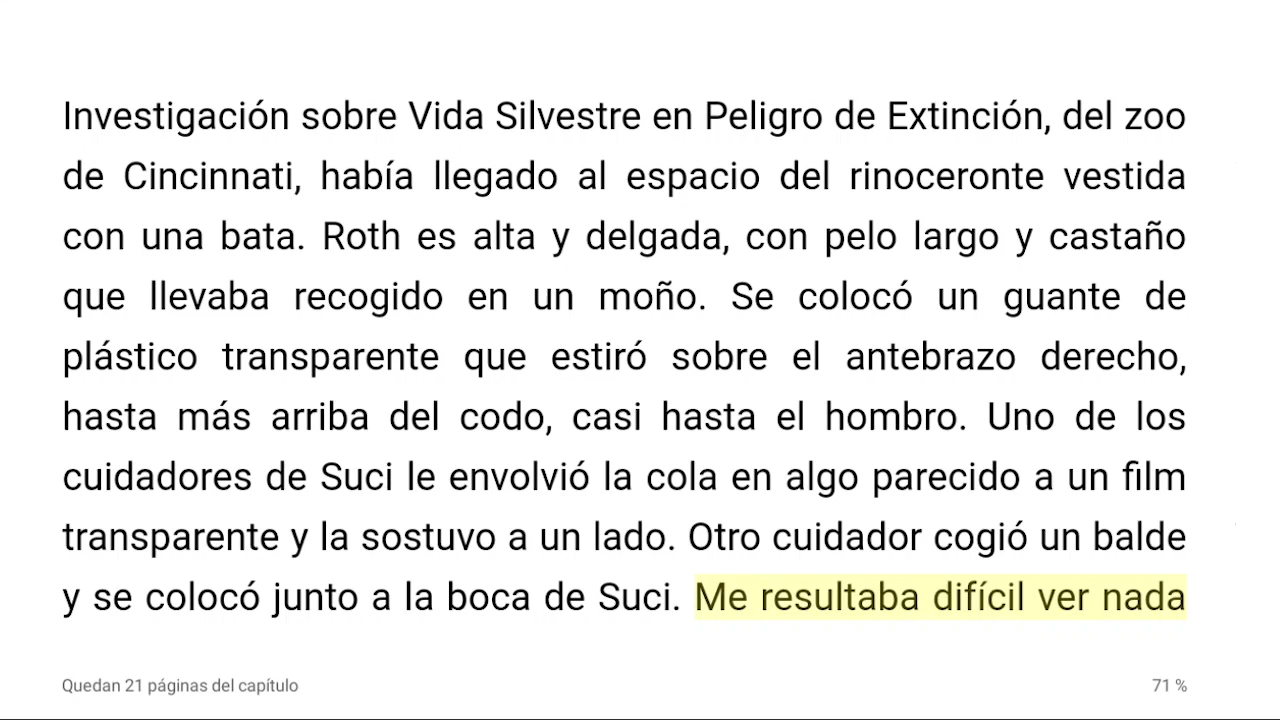 Investigación sobre Vida Silvestre en Peligro de Extinción, del zoo
de Cincinnati, había llegado al espacio del rinoceronte vestida
con una bata. Roth es alta y delgada, con pelo largo y castaño
que llevaba recogido en un moño. Se colocó un guante de
plástico transparente que estiró sobre el antebrazo derecho,
hasta más arriba del codo, casi hasta el hombro. Uno de los
cuidadores de Suci le envolvió la cola en algo parecido a un film
transparente y la sostuvo a un lado. Otro cuidador cogió un balde
y se colocó junto a la boca de Suci. Me resultaba difícil ver nada
Quedan 21 páginas del capítulo
71 %